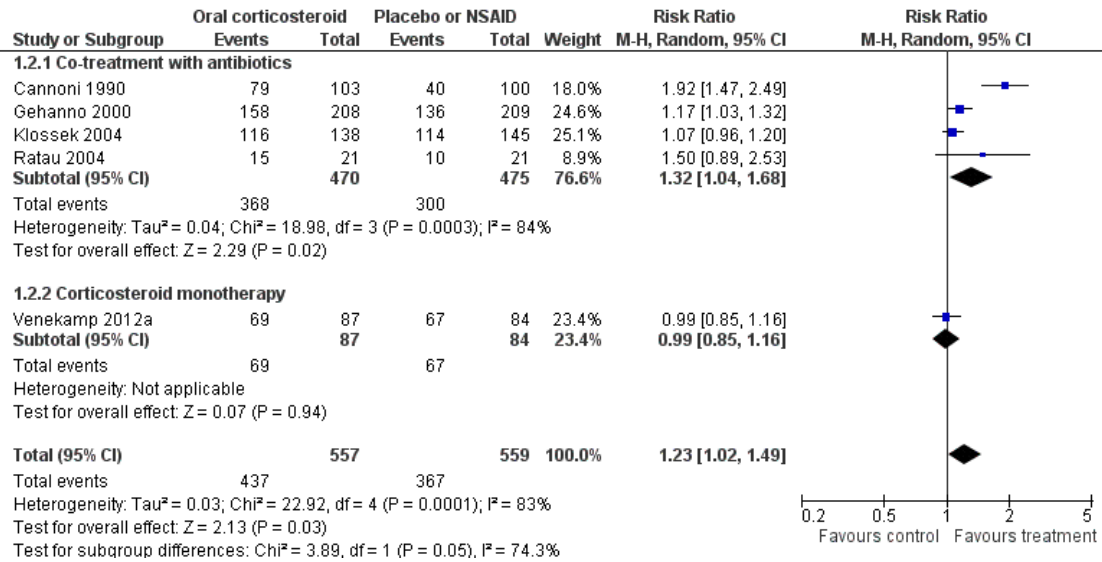 Oral corticosteroid Placebo or NSAID Risk Ratio Risk Ratio
Study or Subgroup Events Total Events Total Weight M-H, Random, 95% CI M-H, Random, 95% CI
1.2.1 Co-treatment with antibiotics
Cannoni 1990 79 103 40 100 18.0% 1.92 [1.47, 2.49]
Gehanno 2000 158 208 136 209 24.6% 1.17 [1.03, 1.32]
Klossek 2004 116 138 114 145 25.1% 1.07 [0.96, 1.20]
Ratau 2004 15 21 10 21 8.9% 1.50 [0.89, 2.53]
Subtotal (95% CI) 470 475 76.6% 1.32 [1.04, 1.68]
Total events 368 300
Heterogeneity: Tau² = 0.04; Chi² = 18.98, df = 3 (P = 0.0003); I² = 84%
Test for overall effect: Z = 2.29 (P = 0.02)
1.2.2 Corticosteroid monotherapy
Venekamp 2012a 69 87 67 84 23.4% 0.99 [0.85, 1.16]
Subtotal (95% CI) 87 84 23.4% 0.99 [0.85, 1.16]
Total events 69 67
Heterogeneity: Not applicable
Test for overall effect: Z = 0.07 (P = 0.94)
Total (95% CI) 557 559 100.0% 1.23 [1.02, 1.49]
Total events 437 367
Heterogeneity: Tau² = 0.03; Chi² = 22.92, df = 4 (P = 0.0001); I² = 83%
Test for overall effect: Z = 2.13 (P = 0.03)
Test for subgroup differences: Chi² = 3.89, df = 1 (P = 0.05), I² = 74.3%
0.2 0.5 1 2 5
Favours control Favours treatment